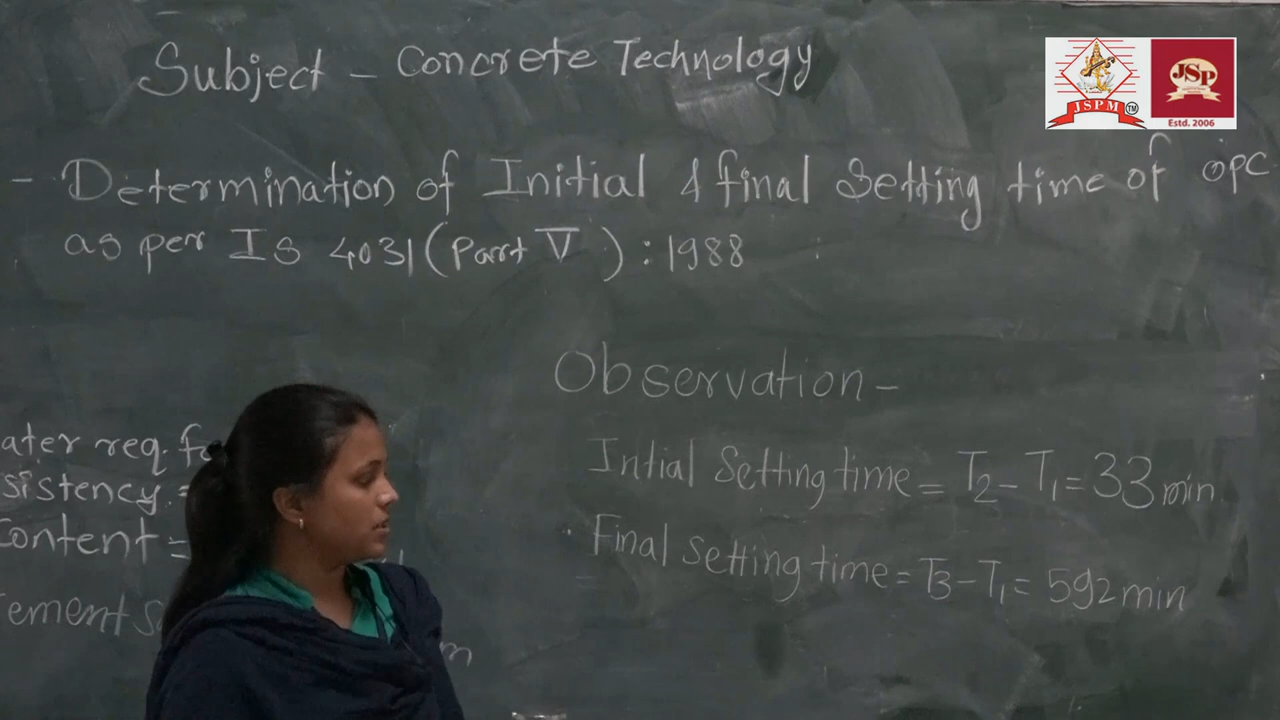 Subject - Concrete Technology
JSPM TM
JSP
Estd. 2006
- Determination of Initial & final Setting time of OPC
as per IS 4031 (Part V) : 1988
Observation -
ater req. f
sistency =
Content =
ement S
m
Intial Setting time = T2 - T1 = 33 min
Final Setting time = T3 - T1 = 592 min